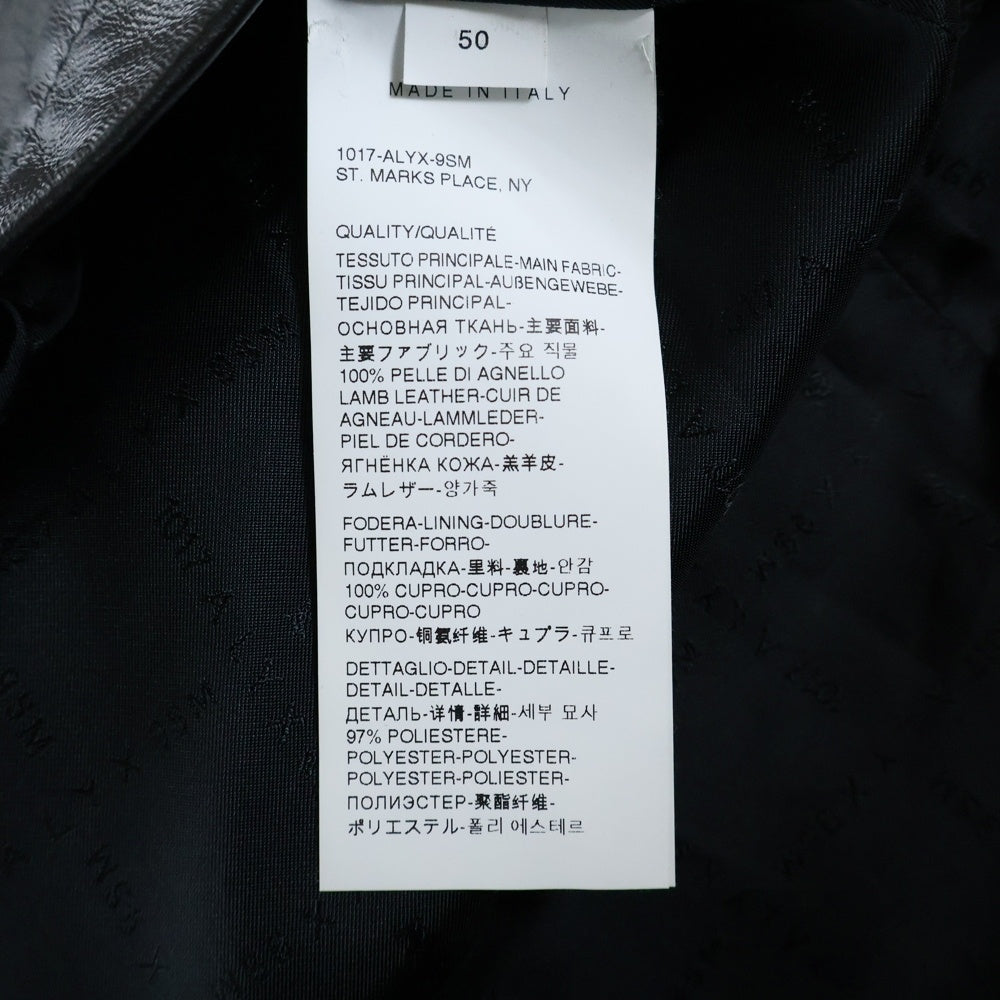 50
MADE IN ITALY
1017-ALYX-9SM
ST. MARKS PLACE, NY
QUALITY/QUALITÉ
TESSUTO PRINCIPALE-MAIN FABRIC-
TISSU PRINCIPAL-AUßENGEWEBE-
TEJIDO PRINCIPAL-
ОСНОВНАЯ ТКАНЬ-主要面料-
主要ファブリック-주요 직물
100% PELLE DI AGNELLO
LAMB LEATHER-CUIR DE
AGNEAU-LAMMLEDER-
PIEL DE CORDERO-
ЯГНЁНКА КОЖА-羔羊皮-
ラムレザー-양가죽
FODERA-LINING-DOUBLURE-
FUTTER-FORRO-
ПОДКЛАДКА-里料-裏地-안감
100% CUPRO-CUPRO-CUPRO-
CUPRO-CUPRO
КУПРО-铜氨纤维-キュプラ-큐프로
DETTAGLIO-DETAIL-DETAILLE-
DETAIL-DETALLE-
ДЕТАЛЬ-详情-詳細-세부 묘사
97% POLIESTERE-
POLYESTER-POLYESTER-
POLYESTER-POLIESTER-
ПОЛИЭСТЕР-聚酯纤维-
ポリエステル-폴리 에스테르